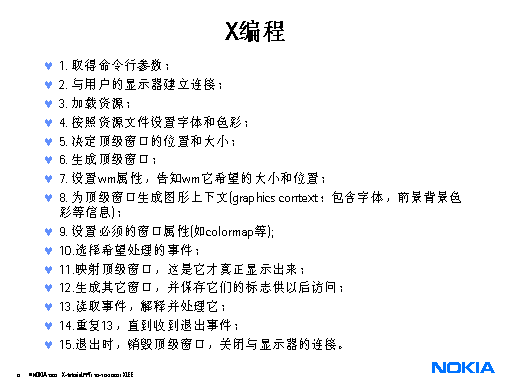 X编程
1. 取得命令行参数；
2. 与用户的显示器建立连接；
3. 加载资源；
4. 按照资源文件设置字体和色彩；
5. 决定顶级窗口的位置和大小；
6. 生成顶级窗口；
7. 设置wm属性，告知wm它希望的大小和位置；
8. 为顶级窗口生成图形上下文(graphics context：包含字体，前景背景色
彩等信息)；
9. 设置必须的窗口属性(如colormap等);
10.选择希望处理的事件；
11.映射顶级窗口，这是它才真正显示出来；
12.生成其它窗口，并保存它们的标志供以后访问；
13.读取事件，解释并处理它；
14.重复13，直到收到退出事件；
15.退出时，销毁顶级窗口，关闭与显示器的连接。
NOKIA